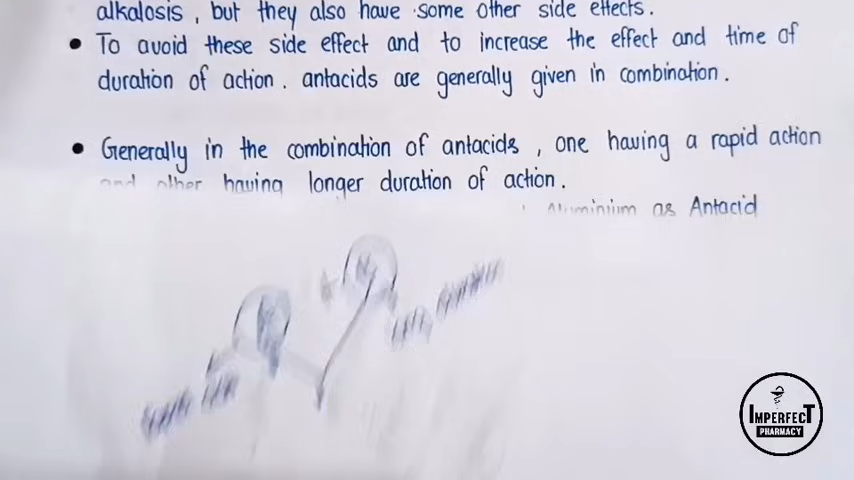 alkalosis, but they also have some other side effects.
• To avoid these side effect and to increase the effect and time of
duration of action. antacids are generally given in combination.
• Generally in the combination of antacids, one having a rapid action
and other having longer duration of action.
Aluminium as Antacid
IMPERFECT
PHARMACY